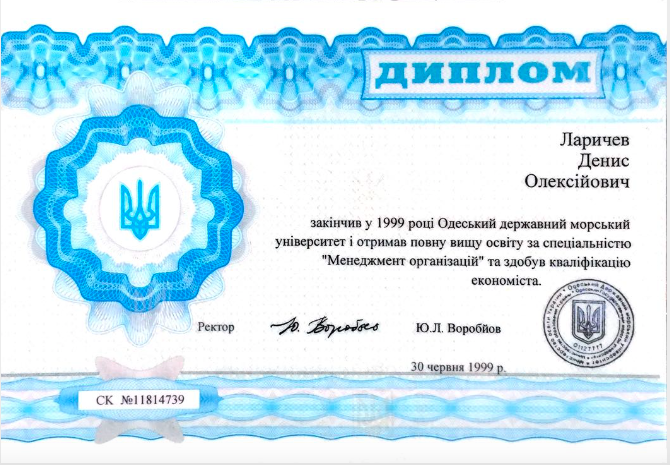 ДИПЛОМ
Ларичев
Денис
Олексійович
закінчив у 1999 році Одеський державний морський
університет і отримав повну вищу освіту за спеціальністю
"Менеджмент організацій" та здобув кваліфікацію
економіста.
Ректор
Ю.Л. Воробйов
30 червня 1999 р.
СК №11814739
01127777